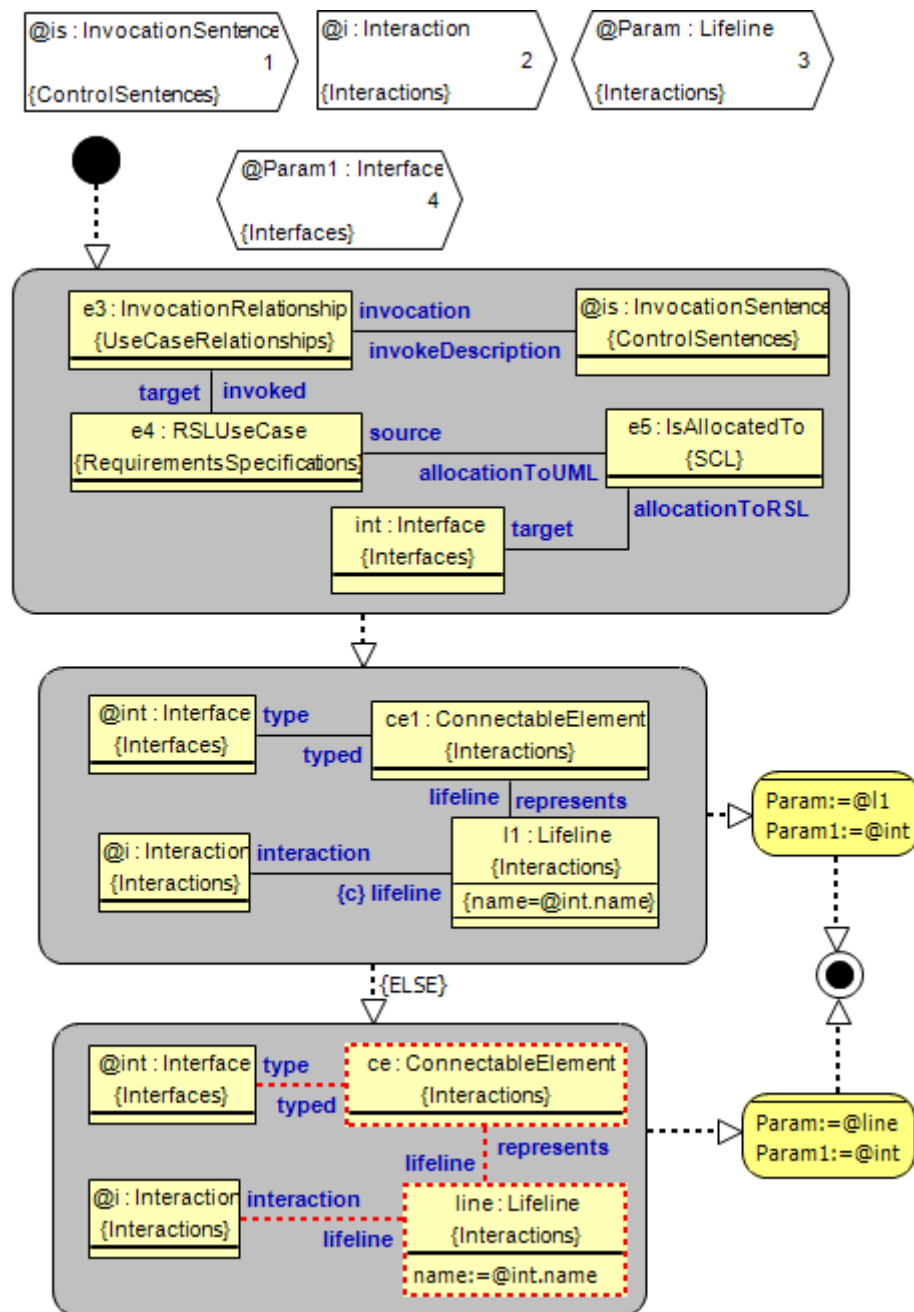 @is : InvocationSentence
1
{ControlSentences}
@i : Interaction
2
{Interactions}
@Param : Lifeline
3
{Interactions}
@Param1 : Interface
4
{Interfaces}
e3 : InvocationRelationship
{UseCaseRelationships}
invocation
invokeDescription
@is : InvocationSentence
{ControlSentences}
target
invoked
e4 : RSLUseCase
{RequirementsSpecifications}
source
allocationToUML
e5 : IsAllocatedTo
{SCL}
allocationToRSL
int : Interface
{Interfaces}
target
@int : Interface
{Interfaces}
type
typed
ce1 : ConnectableElement
{Interactions}
lifeline
represents
@i : Interaction
{Interactions}
interaction
{c} lifeline
l1 : Lifeline
{Interactions}
{name=@int.name}
Param:=@l1
Param1:=@int
{ELSE}
@int : Interface
{Interfaces}
type
typed
ce : ConnectableElement
{Interactions}
represents
lifeline
@i : Interaction
{Interactions}
interaction
lifeline
line : Lifeline
{Interactions}
name:=@int.name
Param:=@line
Param1:=@int